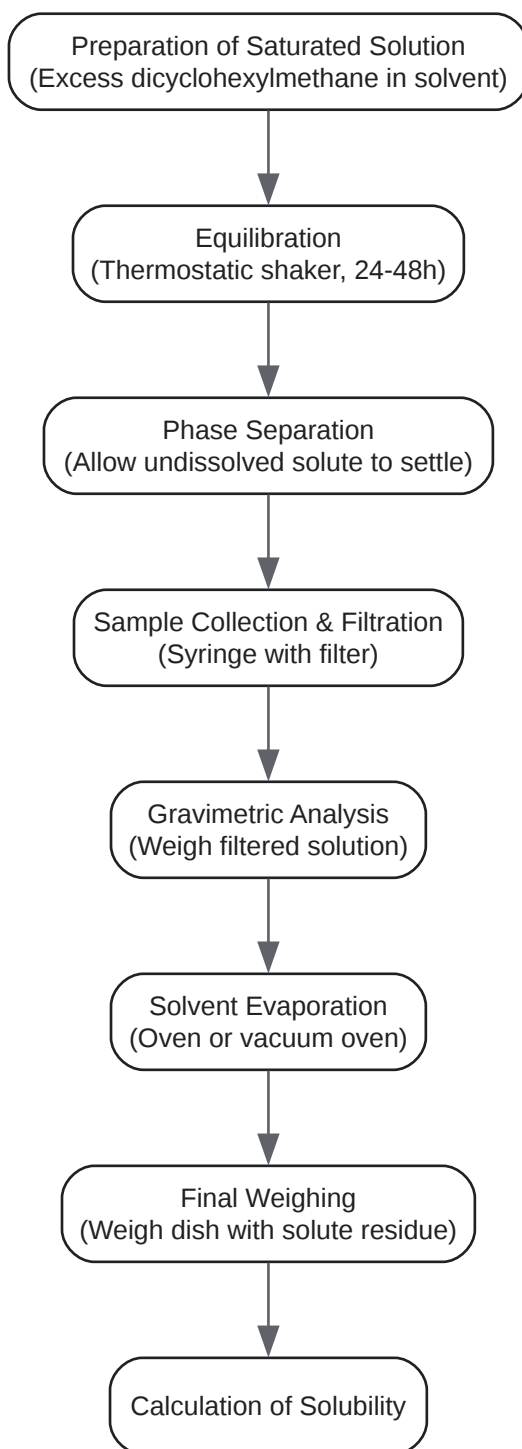 Preparation of Saturated Solution
(Excess dicyclohexylmethane in solvent)
Equilibration
(Thermostatic shaker, 24-48h)
Phase Separation
(Allow undissolved solute to settle)
Sample Collection & Filtration
(Syringe with filter)
Gravimetric Analysis
(Weigh filtered solution)
Solvent Evaporation
(Oven or vacuum oven)
Final Weighing
(Weigh dish with solute residue)
Calculation of Solubility